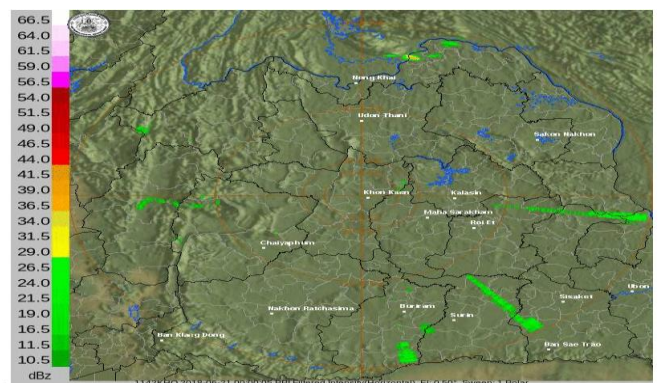 66.5
64.0
61.5
59.0
56.5
54.0
51.5
49.0
46.5
44.0
41.5
39.0
36.5
34.0
31.5
29.0
26.5
24.0
21.5
19.0
16.5
11.5
10.5
dBz
Nong Khai
Udon Thani
Sakon Nakhon
Khon Kaen
Kalasin
Maha Sarakham
Roi Et
Chaiyaphum
Ubon
Nakhon Ratchasima
Buriram
Surin
Sisaket
Ban Klang Dong
Ban Sae Trao